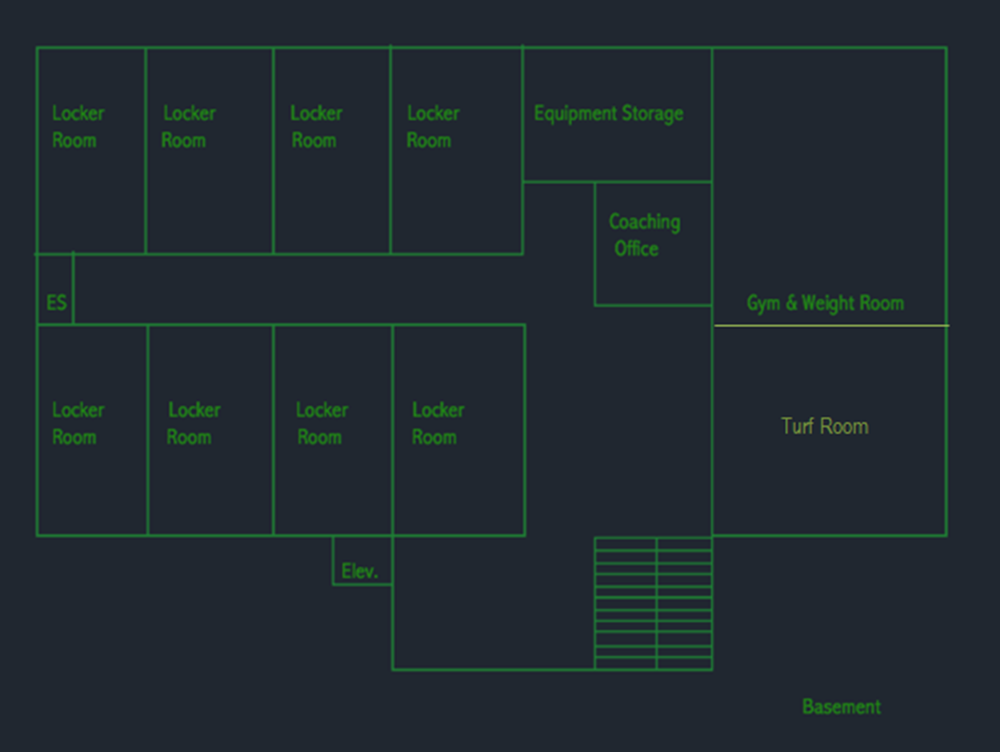 Locker
Room
Locker
Room
Locker
Room
Locker
Room
Equipment Storage
Coaching
Office
ES
Gym & Weight Room
Locker
Room
Locker
Room
Locker
Room
Locker
Room
Turf Room
Elev.
Basement